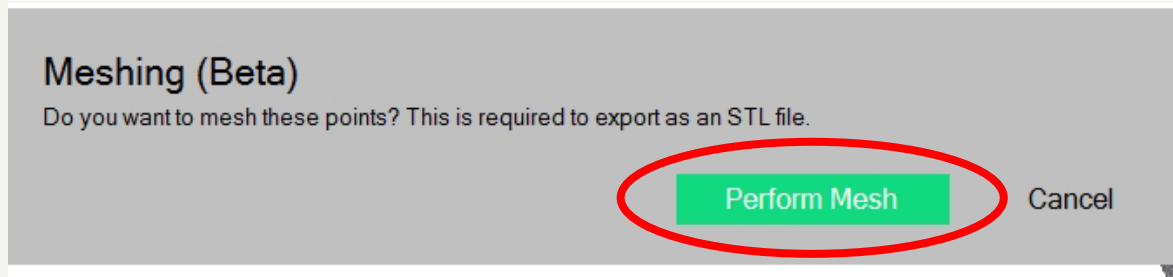 Meshing (Beta)
Do you want to mesh these points? This is required to export as an STL file.
Perform Mesh Cancel